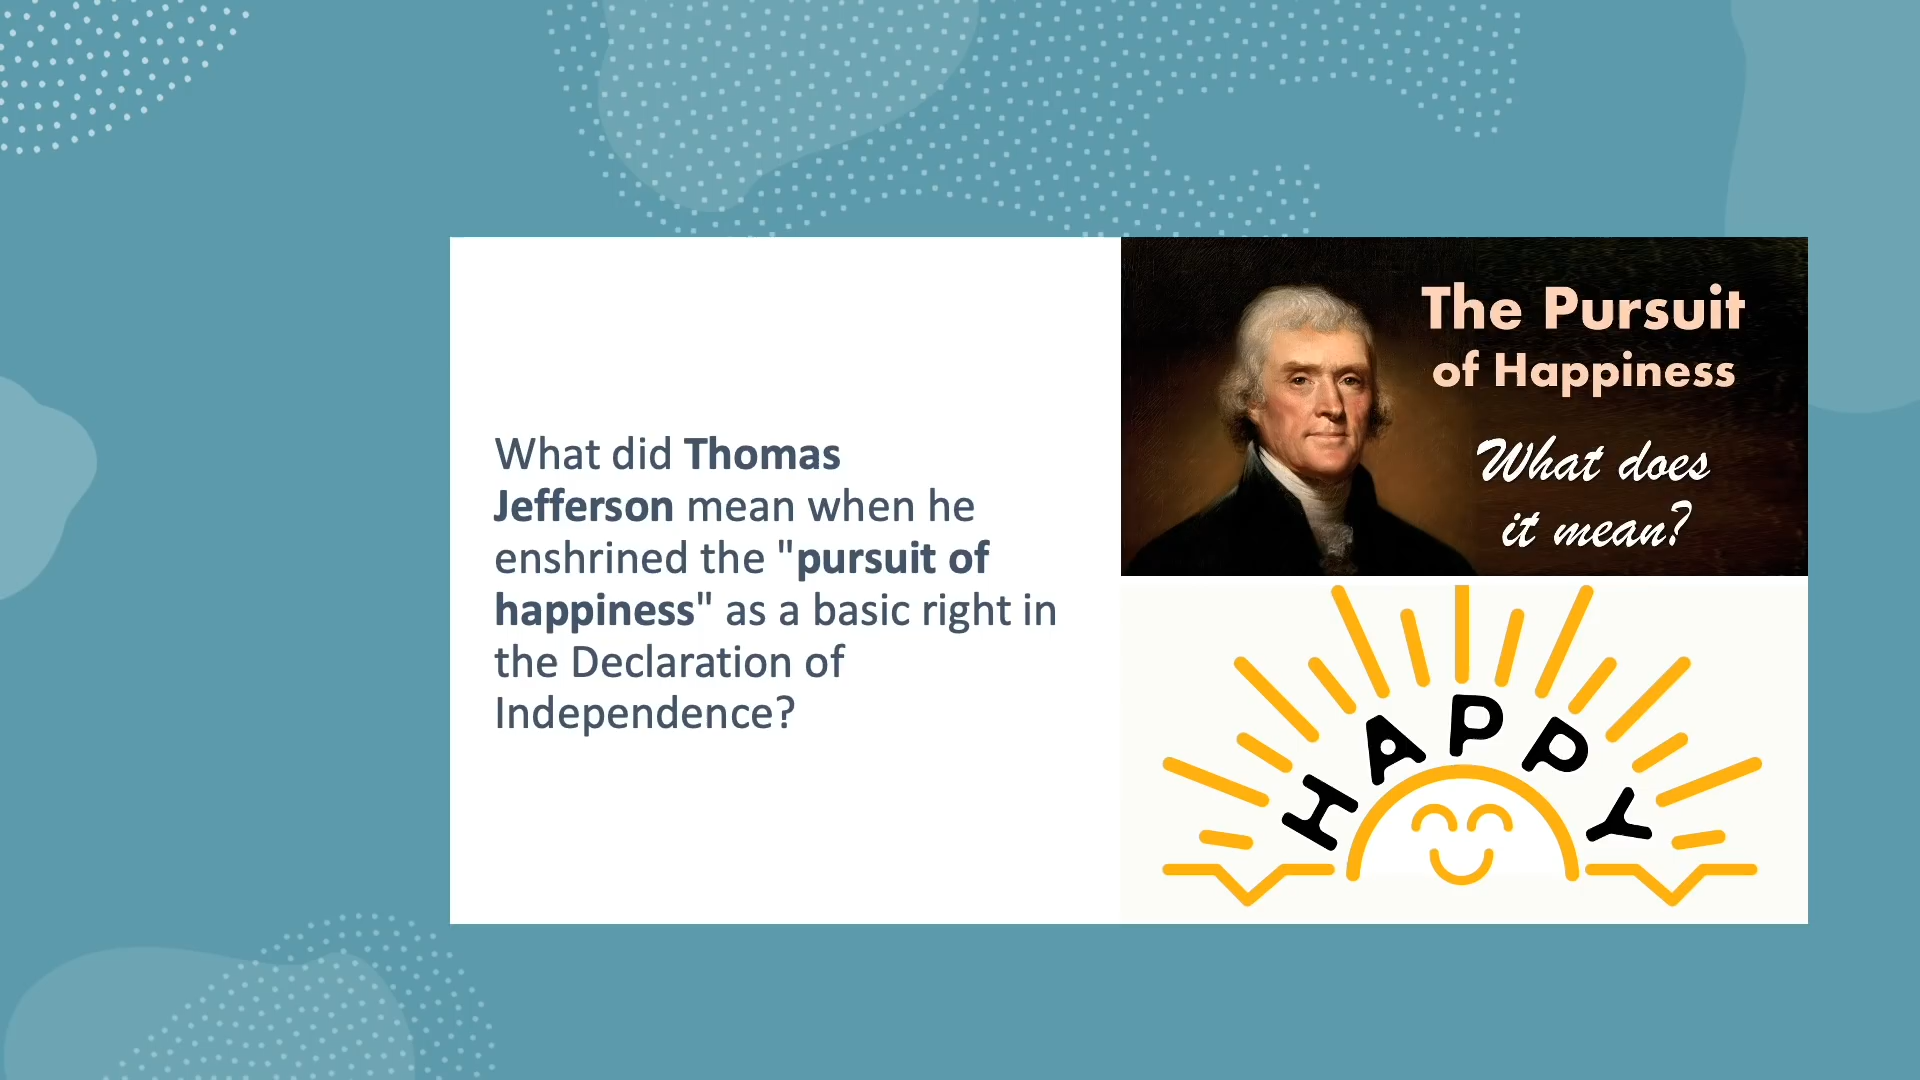 What did Thomas
Jefferson mean when he
enshrined the "pursuit of
happiness" as a basic right in
the Declaration of
Independence?
The Pursuit
of Happiness
What does
it mean?
HAPPY